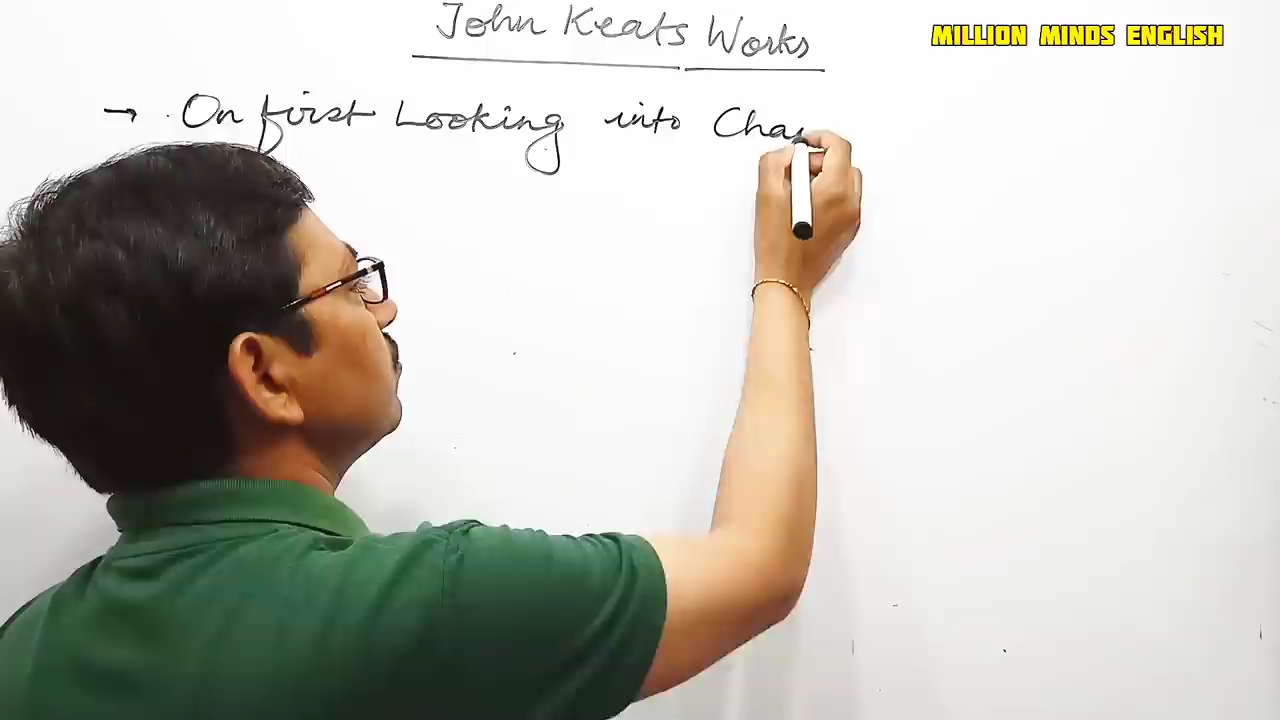 John Keats Works
MILLION MINDS ENGLISH
→ On first Looking into Cha